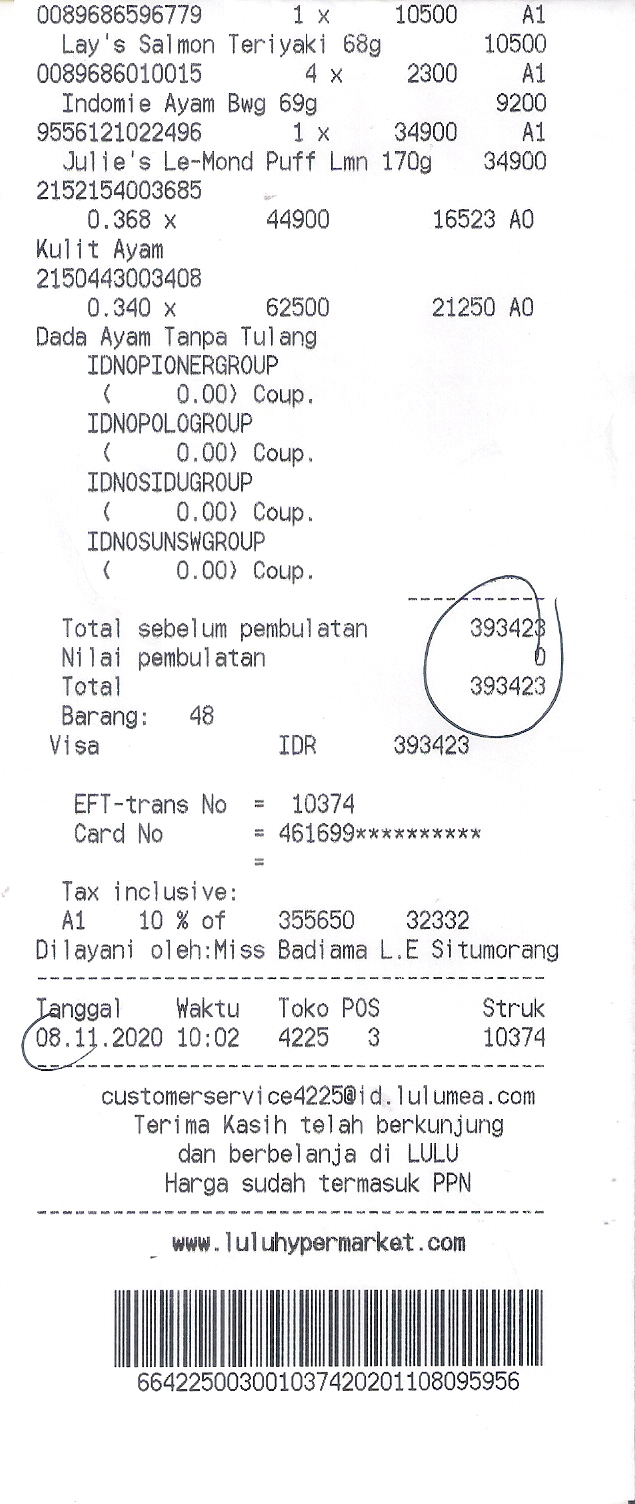 0089686596779 1 x 10500 A1
Lay's Salmon Teriyaki 68g 10500
0089686010015 4 x 2300 A1
Indomie Ayam Bwg 69g 9200
9556121022496 1 x 34900 A1
Julie's Le-Mond Puff Lmn 170g 34900
2152154003685
0.368 x 44900 16523 A0
Kulit Ayam
2150443003408
0.340 x 62500 21250 A0
Dada Ayam Tanpa Tulang
IDNOPIONERGROUP
( 0.00) Coup.
IDNOPOLOGROUP
( 0.00) Coup.
IDNOSIDUGROUP
( 0.00) Coup.
IDNOSUNSWGROUP
( 0.00) Coup.
Total sebelum pembulatan 393423
Nilai pembulatan 0
Total 393423
Barang: 48
Visa IDR 393423
EFT-trans No = 10374
Card No = 461699**********
=
Tax inclusive:
A1 10 % of 355650 32332
Dilayani oleh:Miss Badiama L.E Situmorang
Tanggal Waktu Toko POS Struk
08.11.2020 10:02 4225 3 10374
customerservice4225@id.lulumea.com
Terima Kasih telah berkunjung
dan berbelanja di LULU
Harga sudah termasuk PPN
www.luluhypermarket.com
664225003001037420201108095956